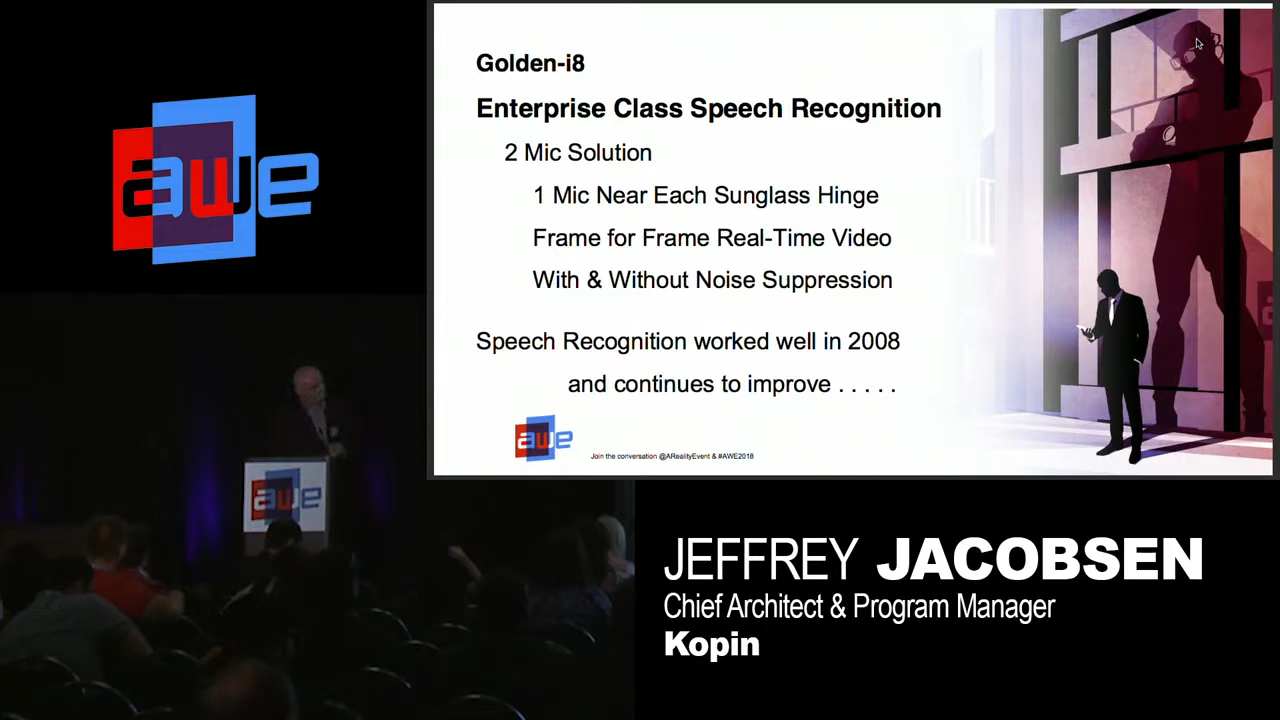 awe
Golden-i8
Enterprise Class Speech Recognition
2 Mic Solution
1 Mic Near Each Sunglass Hinge
Frame for Frame Real-Time Video
With & Without Noise Suppression
Speech Recognition worked well in 2008
and continues to improve . . . . .
awe
Join the conversation @ARealityEvent & #AWE2018
awe
JEFFREY JACOBSEN
Chief Architect & Program Manager
Kopin